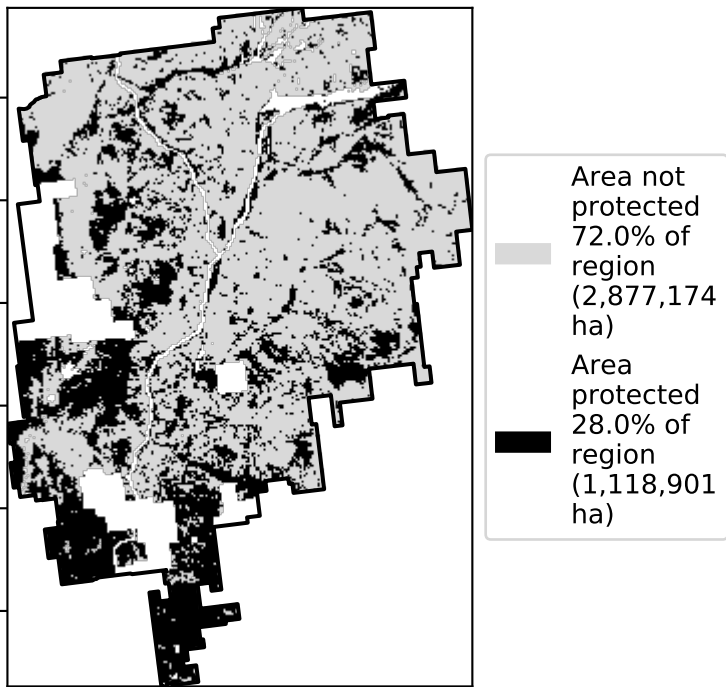 Area not
protected
72.0% of
region
(2,877,174
ha)
Area
protected
28.0% of
region
(1,118,901
ha)